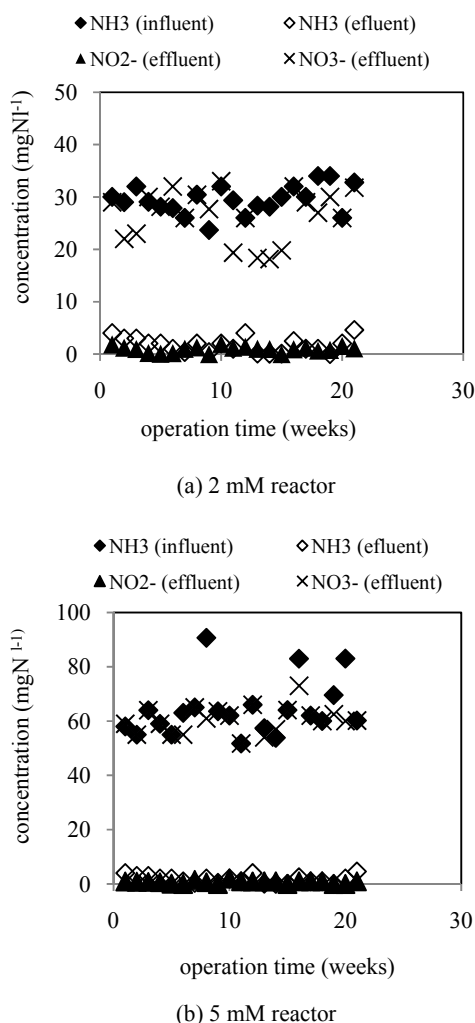 NH3 (influent) NH3 (effluent)
NO2- (effluent) NO3- (effluent)
50
40
30
20
10
0
0 10 20 30
concentration (mgNl-1)
operation time (weeks)
(a) 2 mM reactor
NH3 (influent) NH3 (efluent)
NO2- (effluent) NO3- (effluent)
100
80
60
40
20
0
0 10 20 30
concentration (mgN l-1)
operation time (weeks)
(b) 5 mM reactor